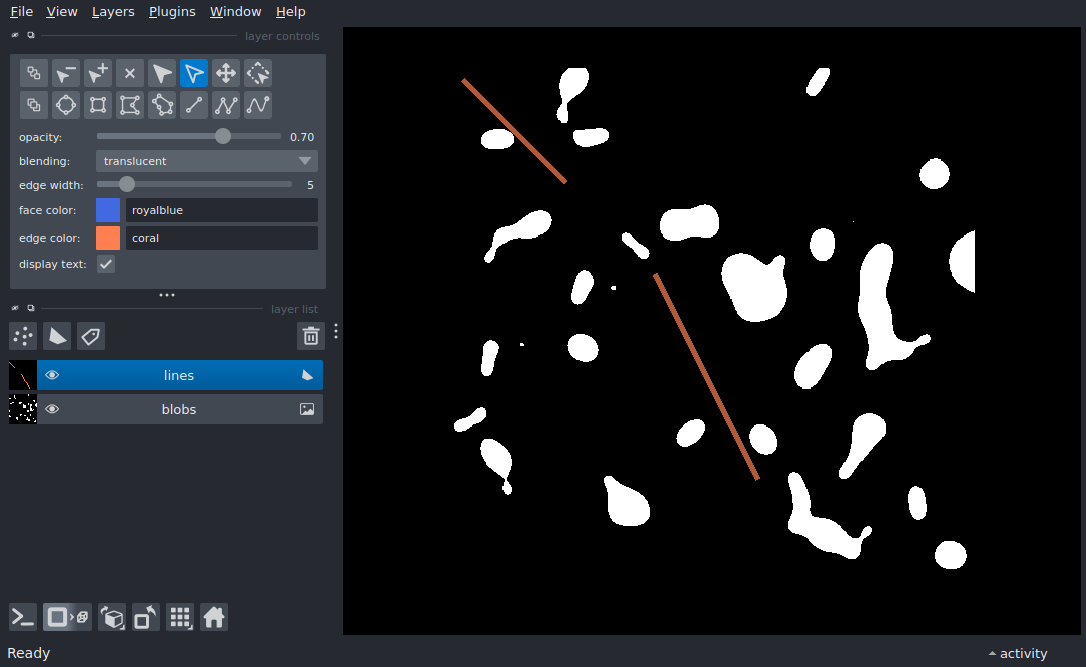 File View Layers Plugins Window Help
layer controls
opacity: 0.70
blending: translucent
edge width: 5
face color: royalblue
edge color: coral
display text:
layer list
lines
blobs
Ready activity